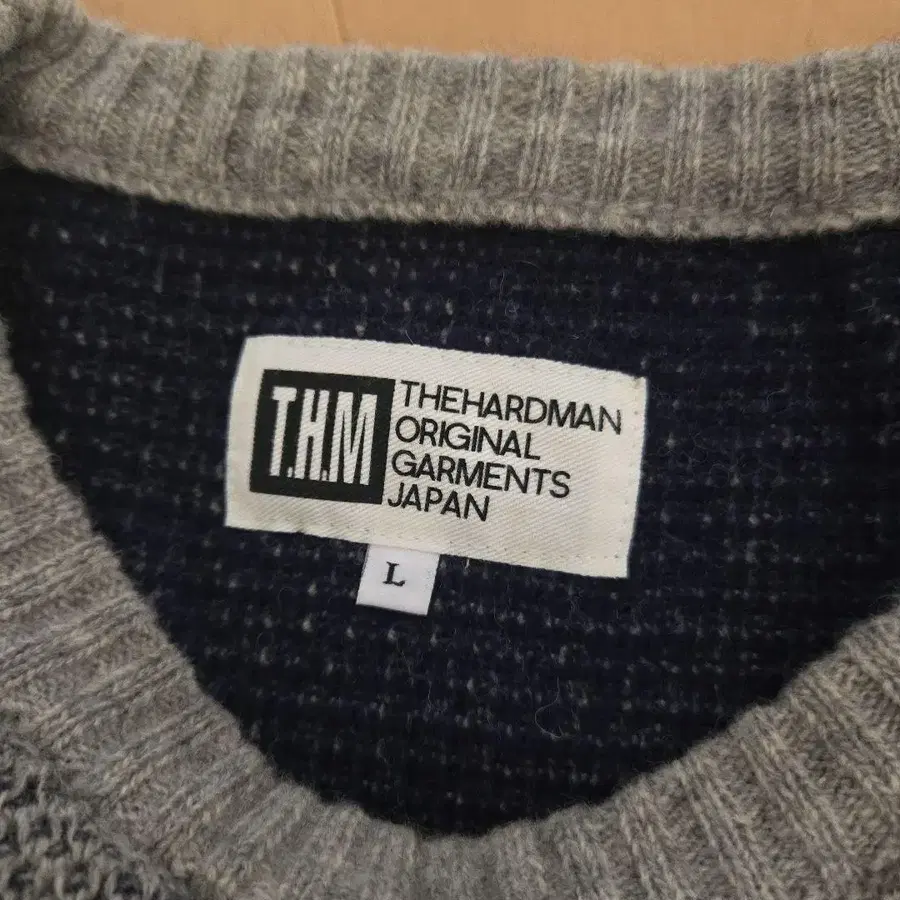 T.H.M
THEHARDMAN
ORIGINAL
GARMENTS
JAPAN
L